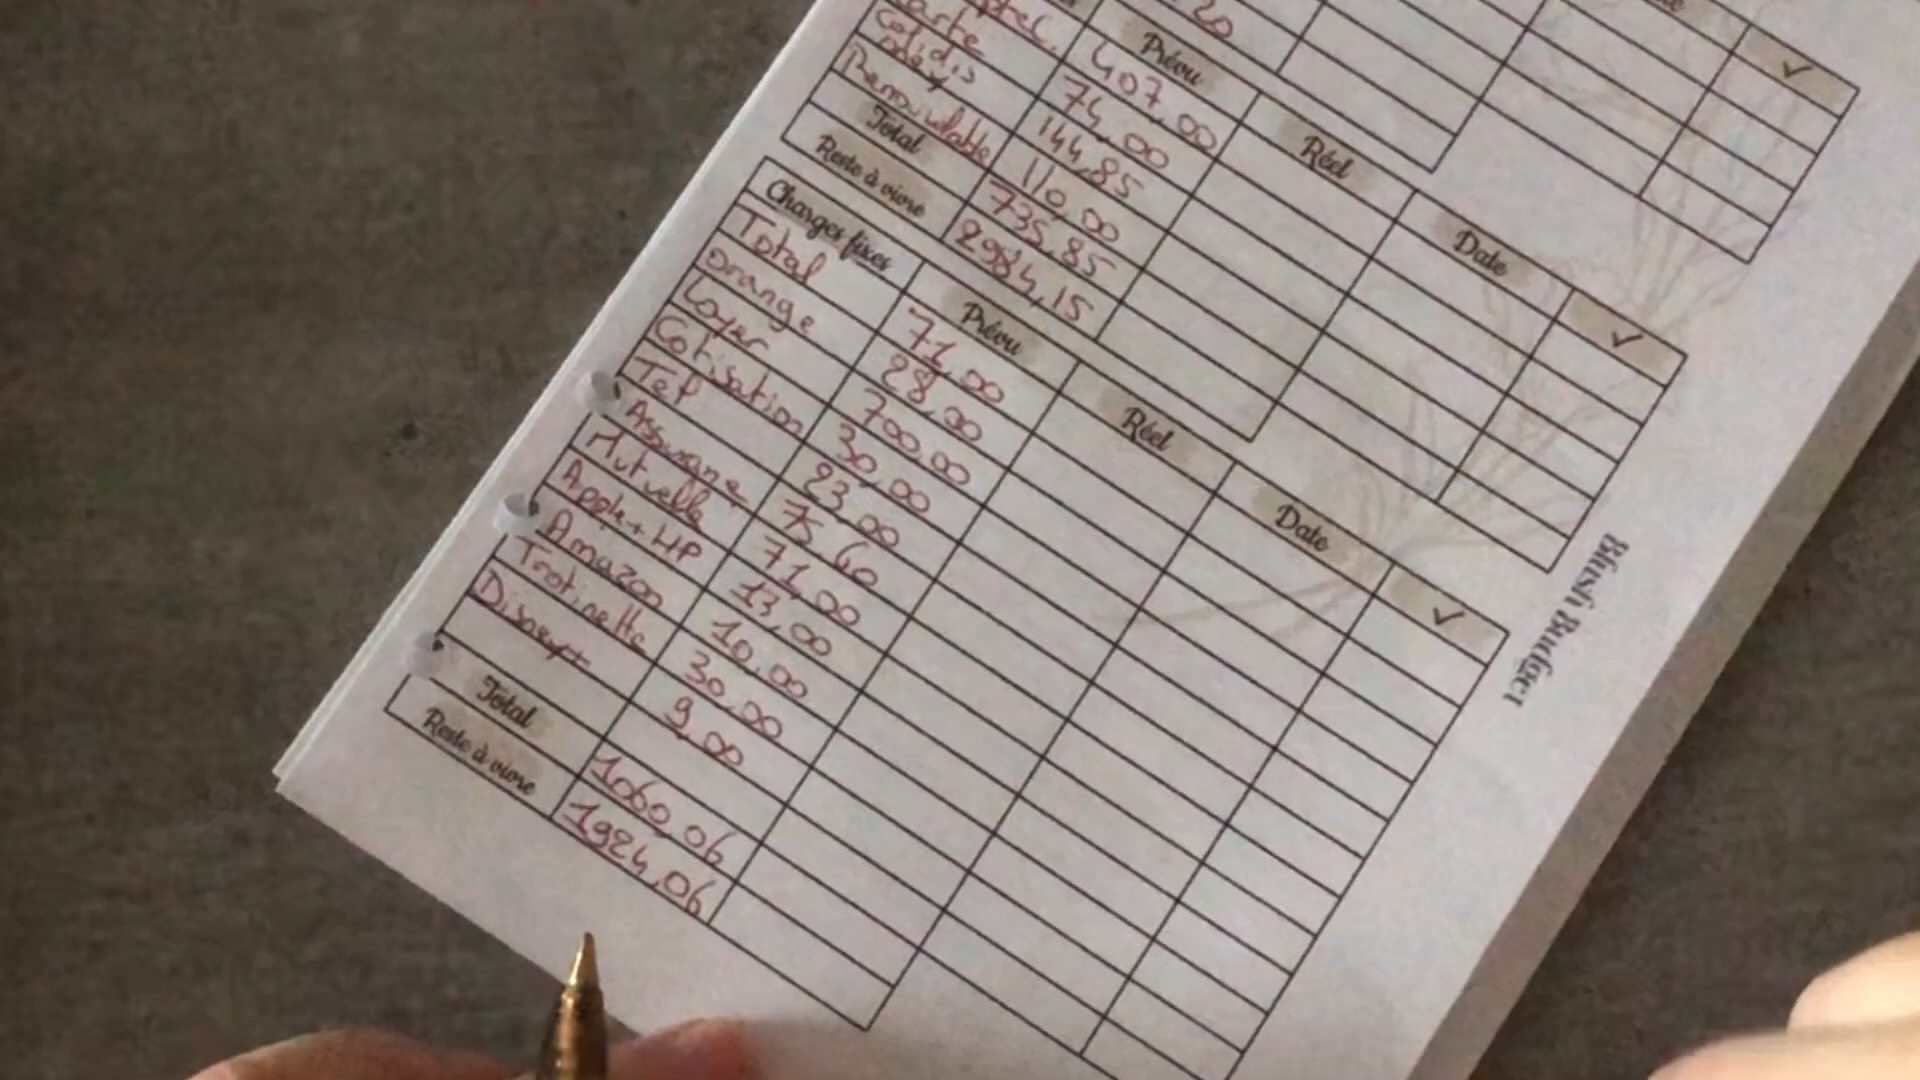 20
✓
Prévu
Réel
Date
✓
407,00
Carte 74,00
Cofidis 144,85
Renouvelable 110,00
Total 735,85
Reste à vivre 2984,15
Charges fixes Prévu Réel Date ✓
Total 71,00
Orange 28,00
Loyer 700,00
Cotisation 30,00
Tel 23,00
Assurance 75,60
Mutuelle 71,00
Apple + HP 13,00
Amazon 10,00
Trotinette 30,00
9,00
Total 1060,06
Reste à vivre 1924,06
Blush Budget